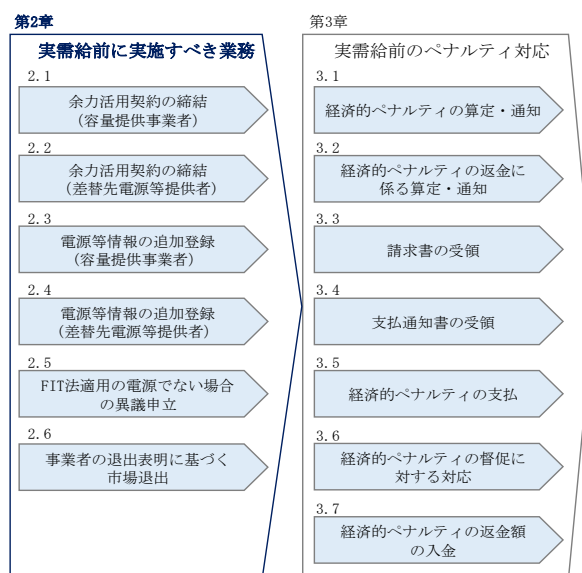 第2章
実需給前に実施すべき業務
2.1
余力活用契約の締結
(容量提供事業者)
2.2
余力活用契約の締結
(差替先電源等提供者)
2.3
電源等情報の追加登録
(容量提供事業者)
2.4
電源等情報の追加登録
(差替先電源等提供者)
2.5
FIT法適用の電源でない場合
の異議申立
2.6
事業者の退出表明に基づく
市場退出
第3章
実需給前のペナルティ対応
3.1
経済的ペナルティの算定・通知
3.2
経済的ペナルティの返金に
係る算定・通知
3.3
請求書の受領
3.4
支払通知書の受領
3.5
経済的ペナルティの支払
3.6
経済的ペナルティの督促に
対する対応
3.7
経済的ペナルティの返金額
の入金